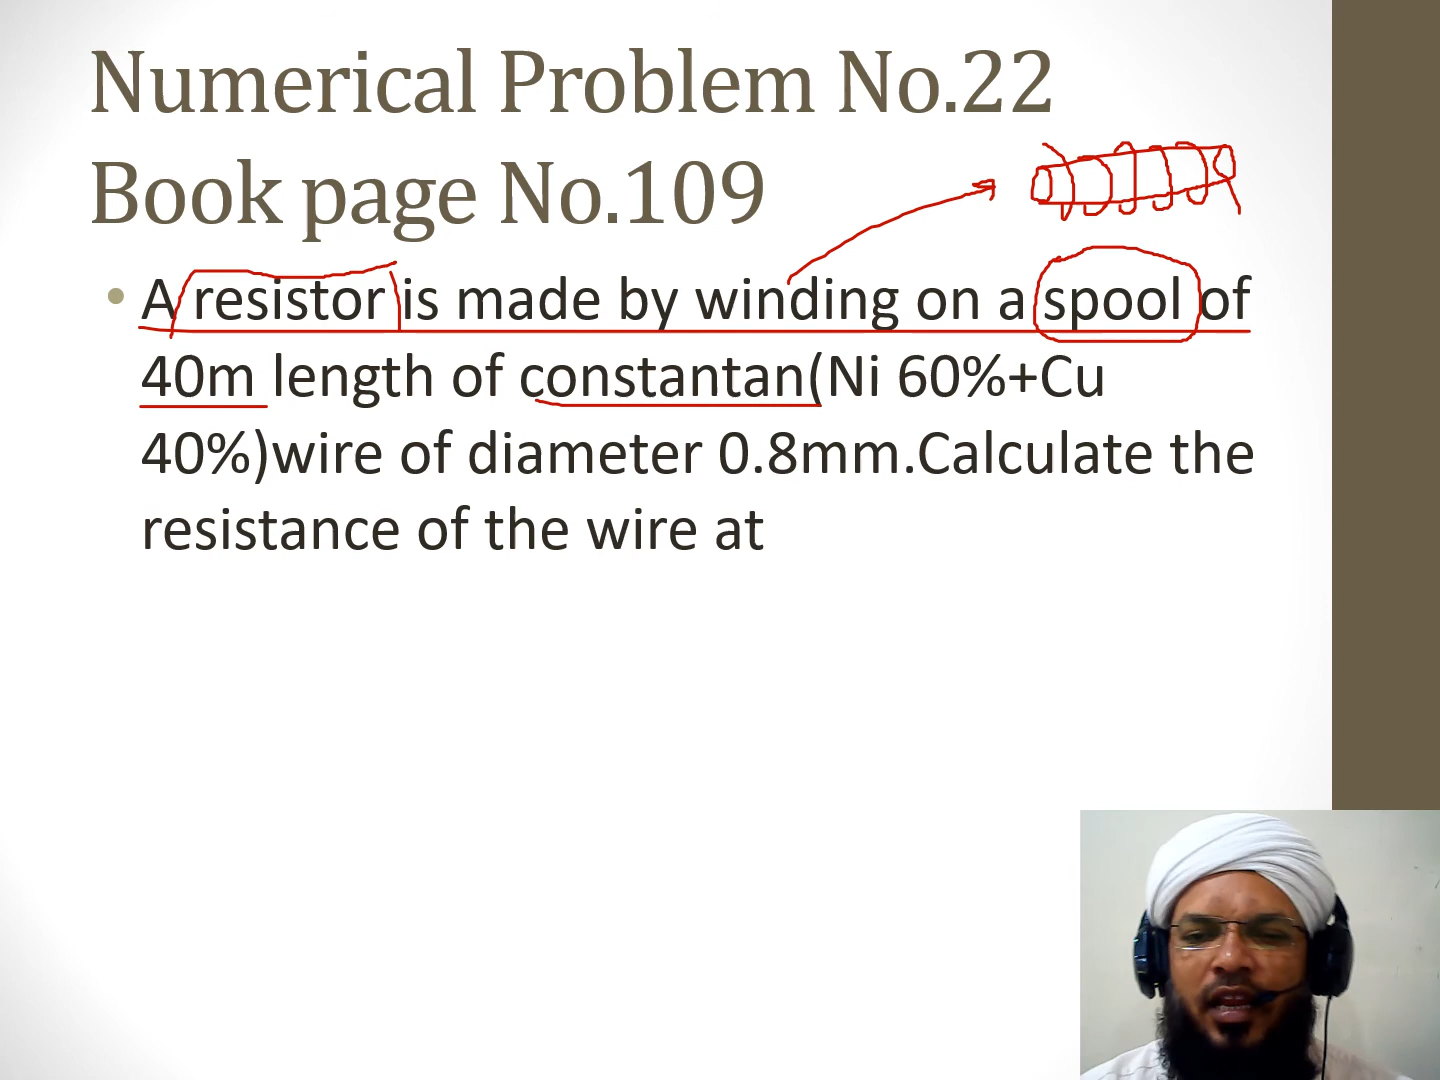 Numerical Problem No.22
Book page No.109
• A resistor is made by winding on a spool of
40m length of constantan(Ni 60%+Cu
40%)wire of diameter 0.8mm.Calculate the
resistance of the wire at